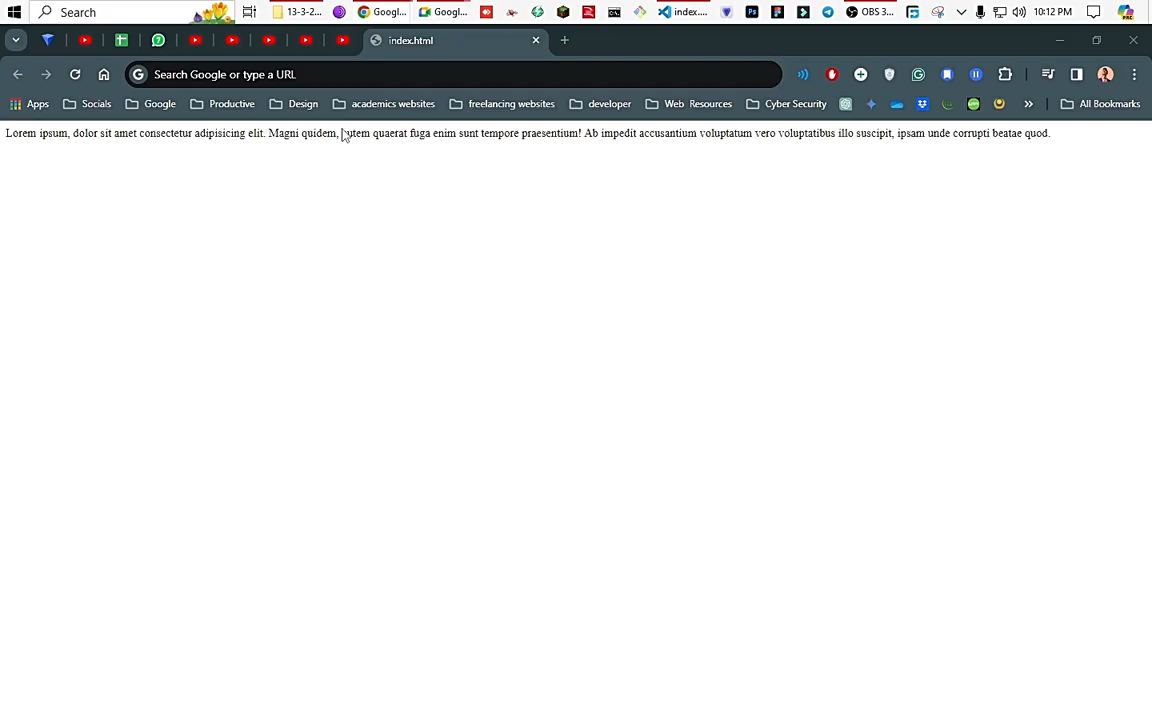 Search
13-3-2...
Googl...
Googl...
index....
OBS 3...
10:12 PM
index.html
Search Google or type a URL
Apps
Socials
Google
Productive
Design
academics websites
freelancing websites
developer
Web Resources
Cyber Security
All Bookmarks
Lorem ipsum, dolor sit amet consectetur adipisicing elit. Magni quidem, autem quaerat fuga enim sunt tempore praesentium! Ab impedit accusantium voluptatum vero voluptatibus illo suscipit, ipsam unde corrupti beatae quod.